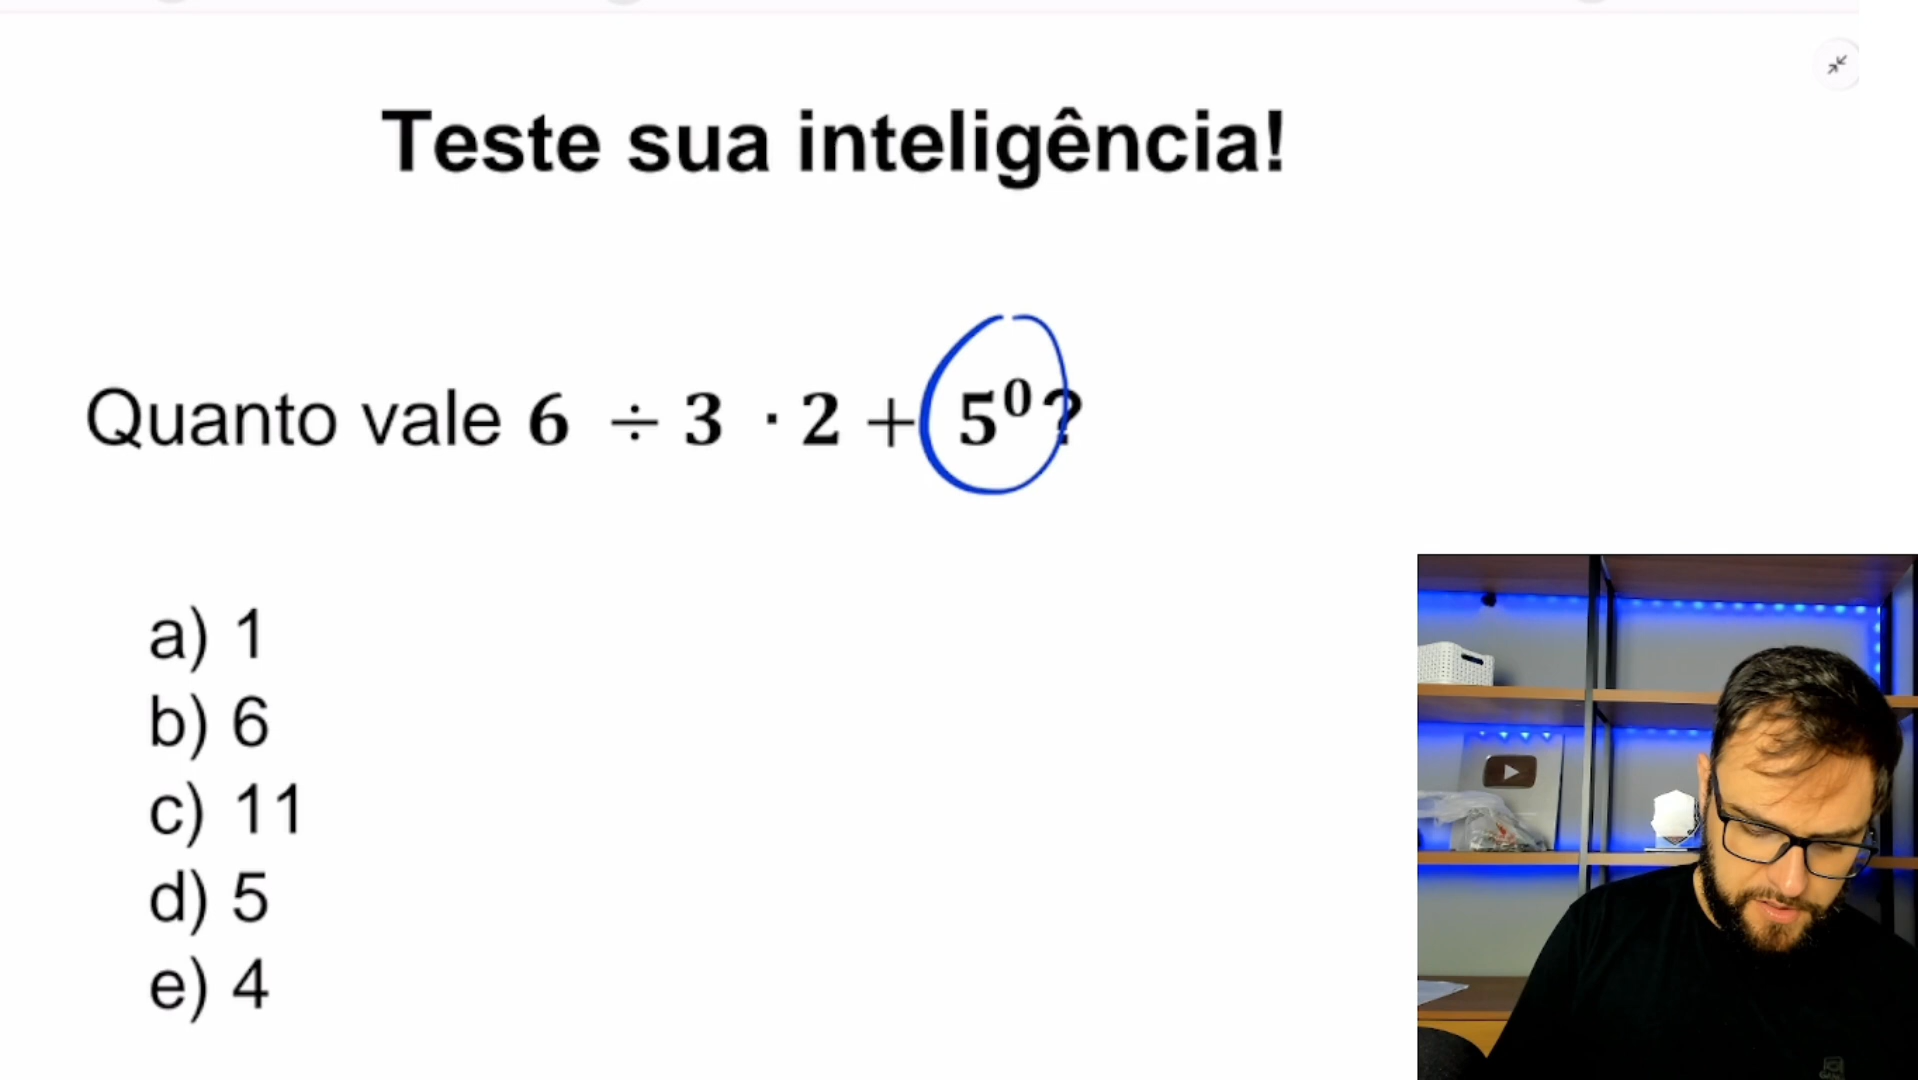 Teste sua inteligência!
Quanto vale 6 ÷ 3 · 2 + 5⁰?
a) 1
b) 6
c) 11
d) 5
e) 4